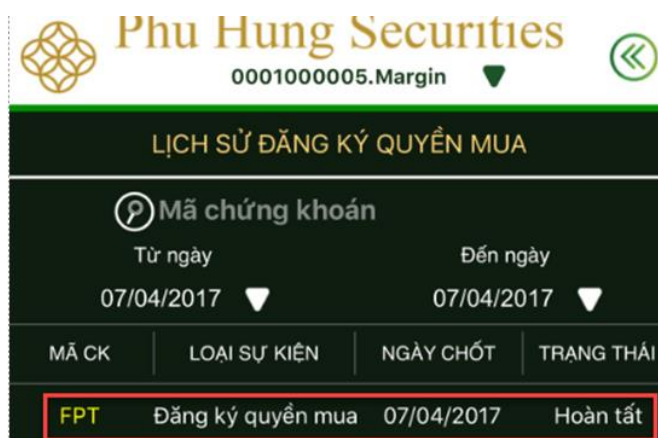 Phu Hung Securities
0001000005.Margin
LỊCH SỬ ĐĂNG KÝ QUYỀN MUA
Mã chứng khoán
Từ ngày Đến ngày
07/04/2017 07/04/2017
MÃ CK LOẠI SỰ KIỆN NGÀY CHỐT TRẠNG THÁI
FPT Đăng ký quyền mua 07/04/2017 Hoàn tất